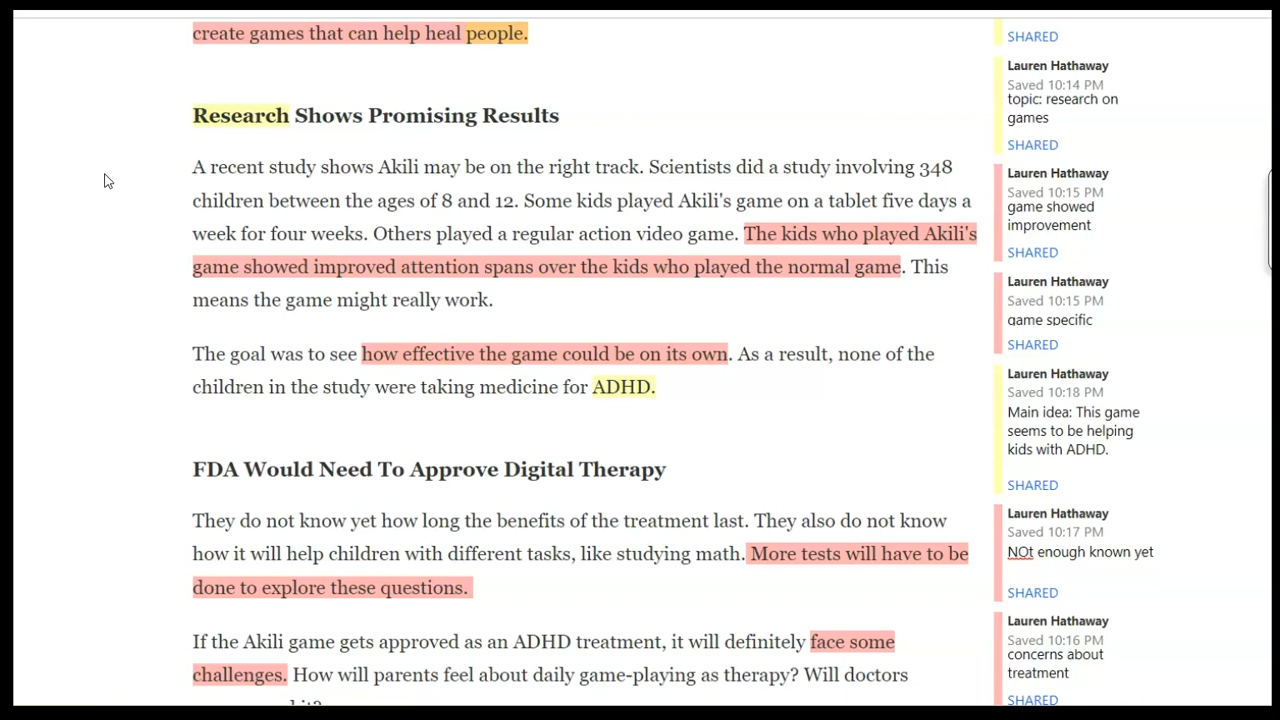 create games that can help heal people.
Research Shows Promising Results
A recent study shows Akili may be on the right track. Scientists did a study involving 348
children between the ages of 8 and 12. Some kids played Akili's game on a tablet five days a
week for four weeks. Others played a regular action video game. The kids who played Akili's
game showed improved attention spans over the kids who played the normal game. This
means the game might really work.
The goal was to see how effective the game could be on its own. As a result, none of the
children in the study were taking medicine for ADHD.
FDA Would Need To Approve Digital Therapy
They do not know yet how long the benefits of the treatment last. They also do not know
how it will help children with different tasks, like studying math. More tests will have to be
done to explore these questions.
If the Akili game gets approved as an ADHD treatment, it will definitely face some
challenges. How will parents feel about daily game-playing as therapy? Will doctors
SHARED
Lauren Hathaway
Saved 10:14 PM
topic: research on
games
SHARED
Lauren Hathaway
Saved 10:15 PM
game showed
improvement
SHARED
Lauren Hathaway
Saved 10:15 PM
game specific
SHARED
Lauren Hathaway
Saved 10:18 PM
Main idea: This game
seems to be helping
kids with ADHD.
SHARED
Lauren Hathaway
Saved 10:17 PM
NOt enough known yet
SHARED
Lauren Hathaway
Saved 10:16 PM
concerns about
treatment
SHARED